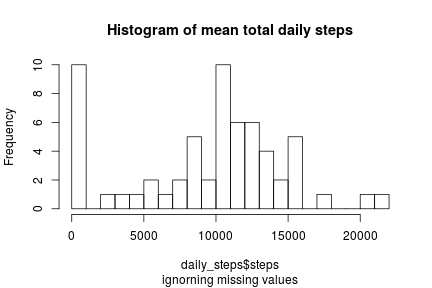 Histogram of mean total daily steps
Frequency
10
8
6
4
2
0
0 5000 10000 15000 20000
daily_steps$steps
ignorning missing values